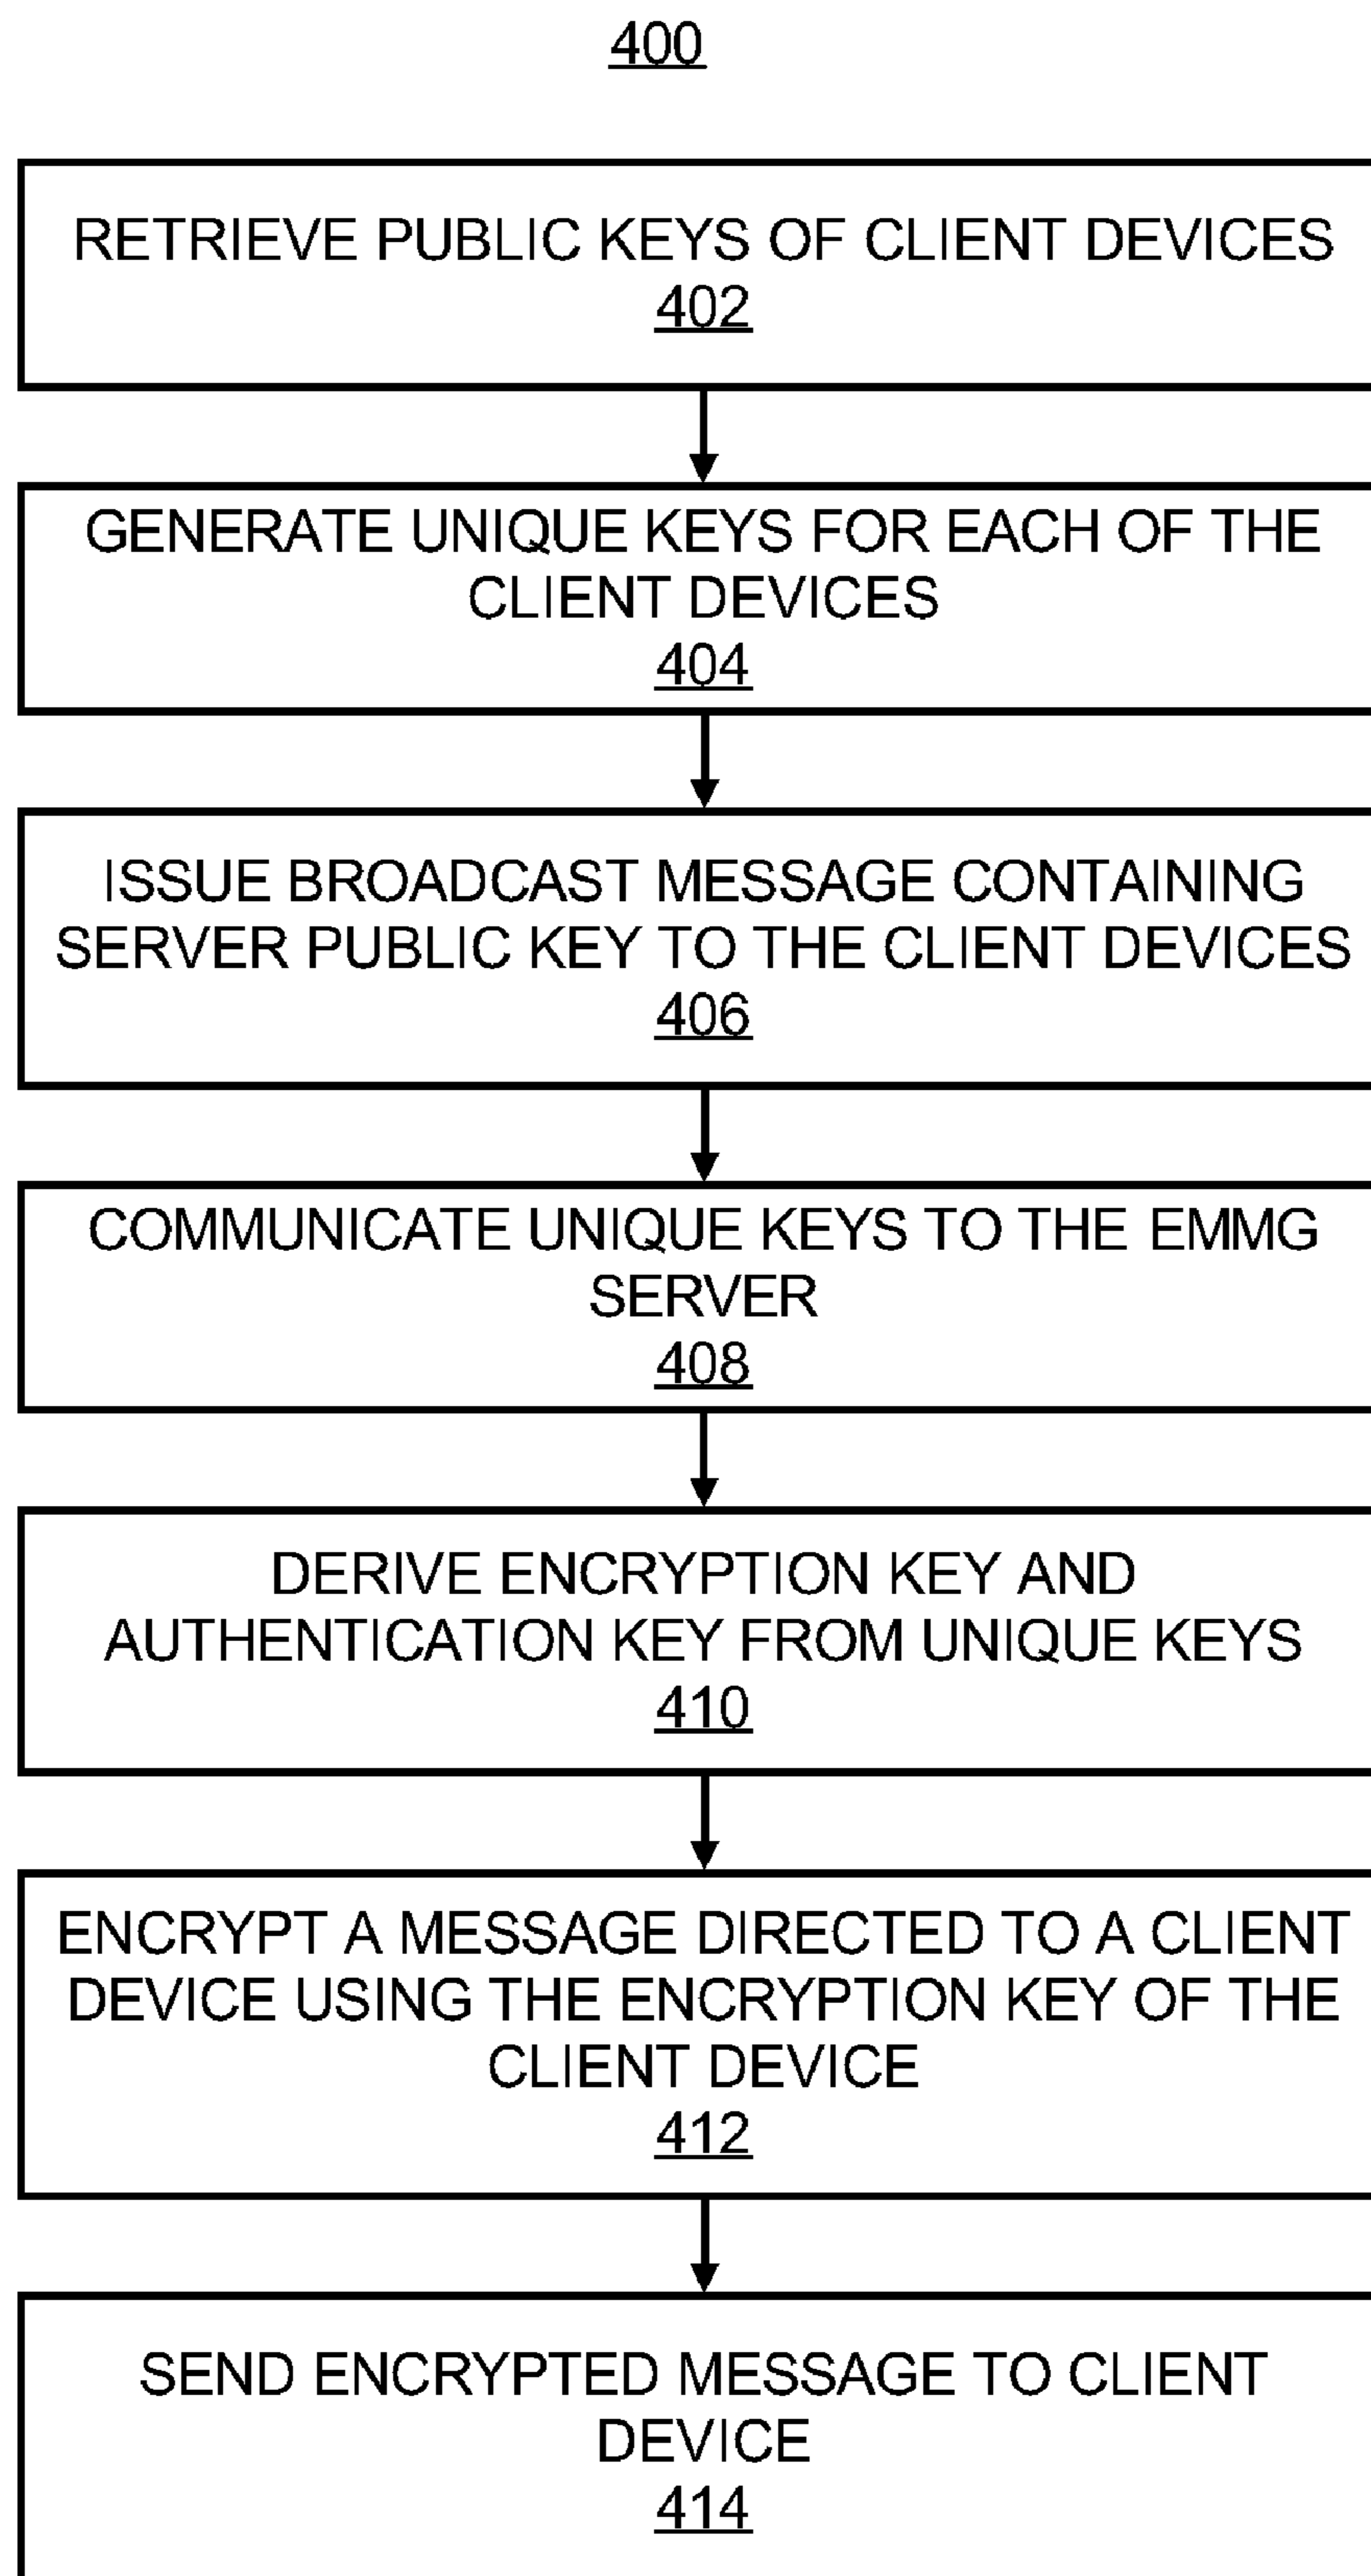 400
RETRIEVE PUBLIC KEYS OF CLIENT DEVICES
402
GENERATE UNIQUE KEYS FOR EACH OF THE
CLIENT DEVICES
404
ISSUE BROADCAST MESSAGE CONTAINING
SERVER PUBLIC KEY TO THE CLIENT DEVICES
406
COMMUNICATE UNIQUE KEYS TO THE EMMG
SERVER
408
DERIVE ENCRYPTION KEY AND
AUTHENTICATION KEY FROM UNIQUE KEYS
410
ENCRYPT A MESSAGE DIRECTED TO A CLIENT
DEVICE USING THE ENCRYPTION KEY OF THE
CLIENT DEVICE
412
SEND ENCRYPTED MESSAGE TO CLIENT
DEVICE
414